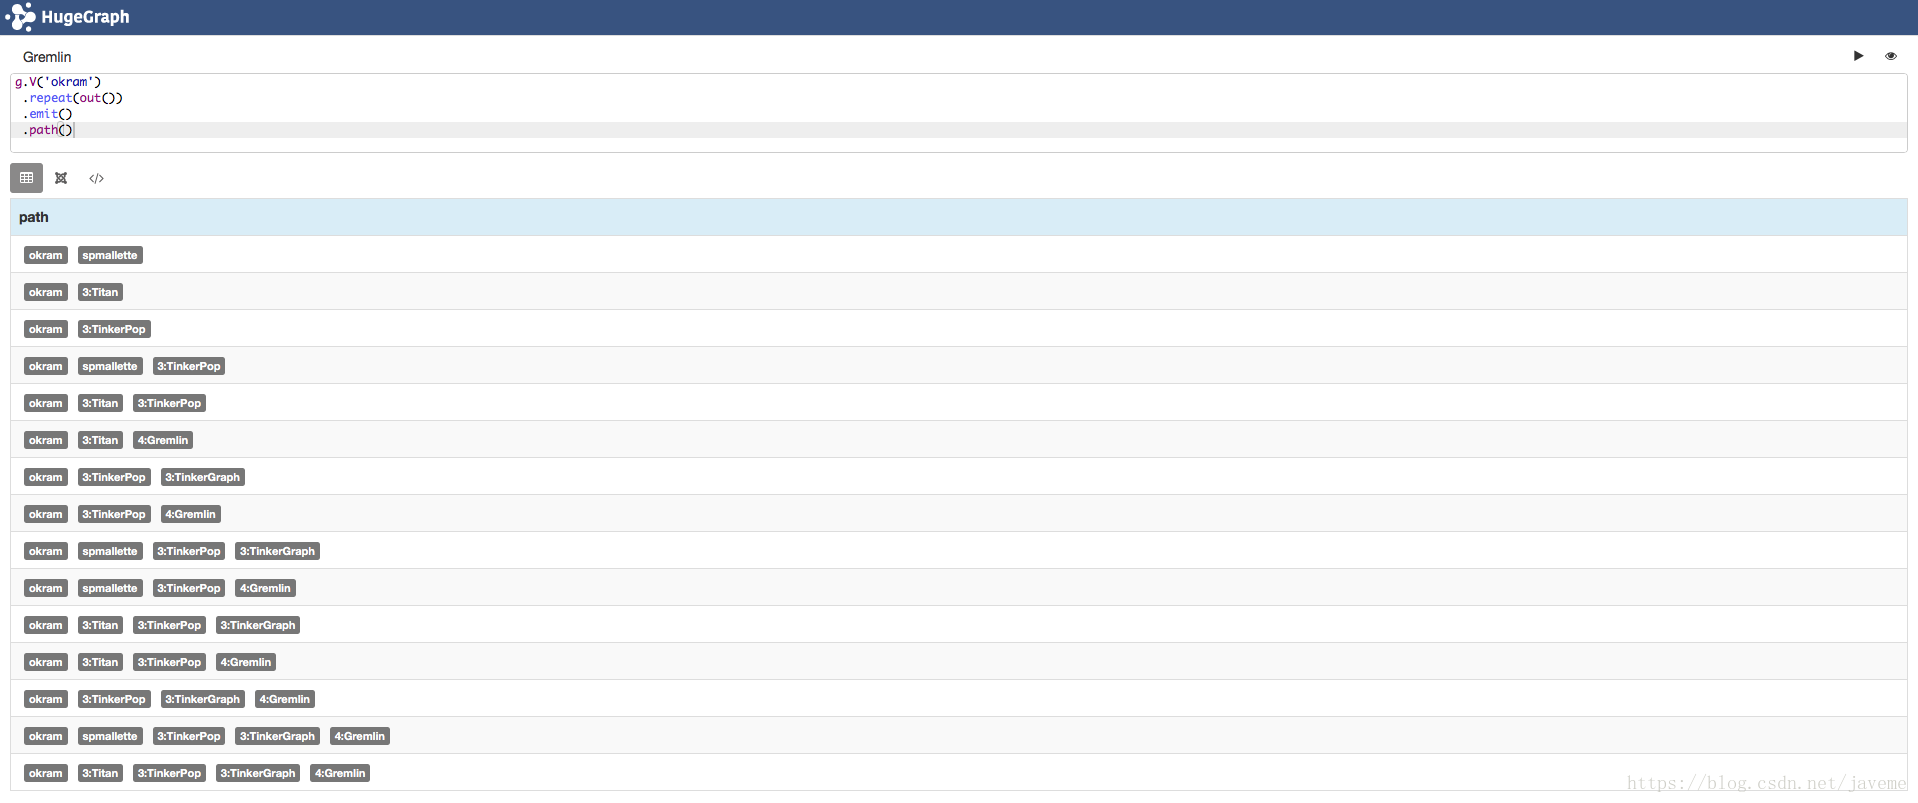 HugeGraph
Gremlin
g.V('okram')
.repeat(out())
.emit()
.path()
</>
path
okram spmallette
okram 3:Titan
okram 3:TinkerPop
okram spmallette 3:TinkerPop
okram 3:Titan 3:TinkerPop
okram 3:Titan 4:Gremlin
okram 3:TinkerPop 3:TinkerGraph
okram 3:TinkerPop 4:Gremlin
okram spmallette 3:TinkerPop 3:TinkerGraph
okram spmallette 3:TinkerPop 4:Gremlin
okram 3:Titan 3:TinkerPop 3:TinkerGraph
okram 3:Titan 3:TinkerPop 4:Gremlin
okram 3:TinkerPop 3:TinkerGraph 4:Gremlin
okram spmallette 3:TinkerPop 3:TinkerGraph 4:Gremlin
okram 3:Titan 3:TinkerPop 3:TinkerGraph 4:Gremlin
https://blog.csdn.net/javeme